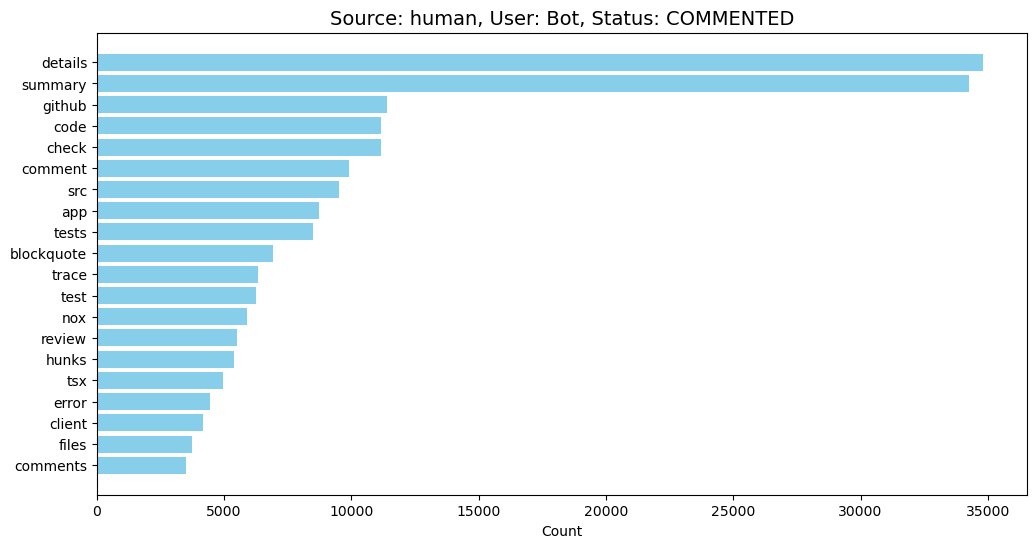 Source: human, User: Bot, Status: COMMENTED
details
summary
github
code
check
comment
src
app
tests
blockquote
trace
test
nox
review
hunks
tsx
error
client
files
comments
0 5000 10000 15000 20000 25000 30000 35000
Count